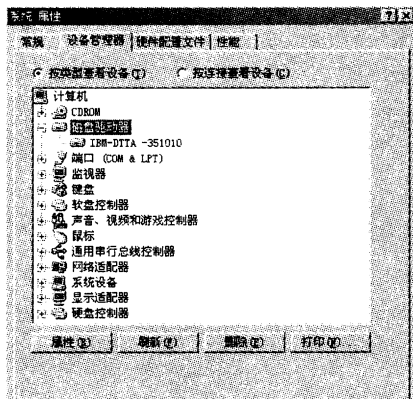 系统 属性
常规 设备管理器 硬件配置文件 性能
按类型查看设备(T) 按连接查看设备(C)
计算机
CDROM
磁盘驱动器
IBM-DTTA -351010
端口 (COM & LPT)
监视器
键盘
软盘控制器
声音、视频和游戏控制器
鼠标
通用串行总线控制器
网络适配器
系统设备
显示适配器
硬盘控制器
属性(R) 刷新(F) 删除(E) 打印(N)